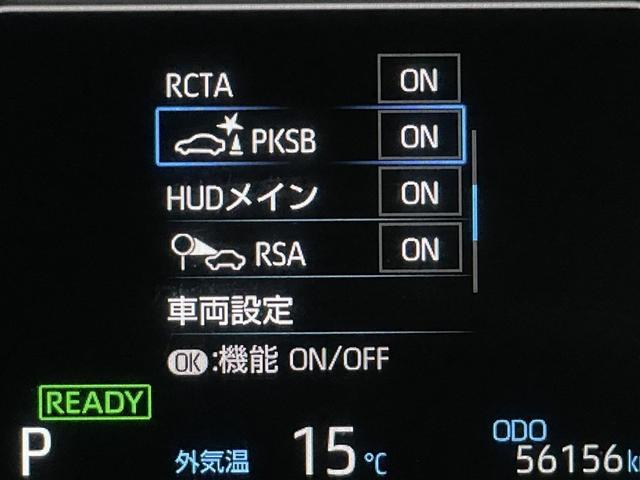 RCTA ON
PKSB ON
HUDメイン ON
RSA ON
車両設定
OK:機能 ON/OFF
READY
P 外気温 15℃ ODO 56156k